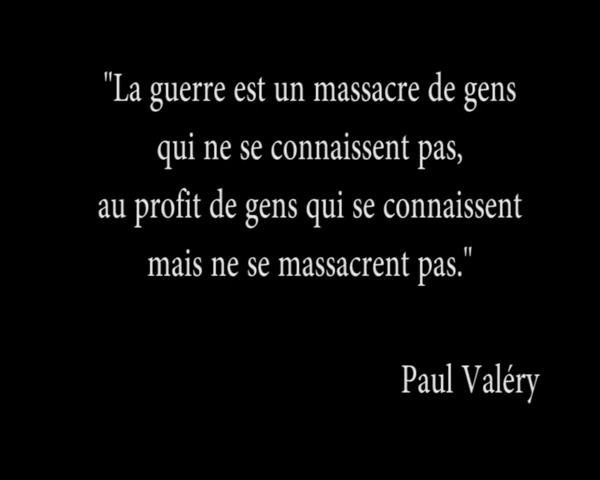 "La guerre est un massacre de gens
qui ne se connaissent pas,
au profit de gens qui se connaissent
mais ne se massacrent pas."
Paul Valéry